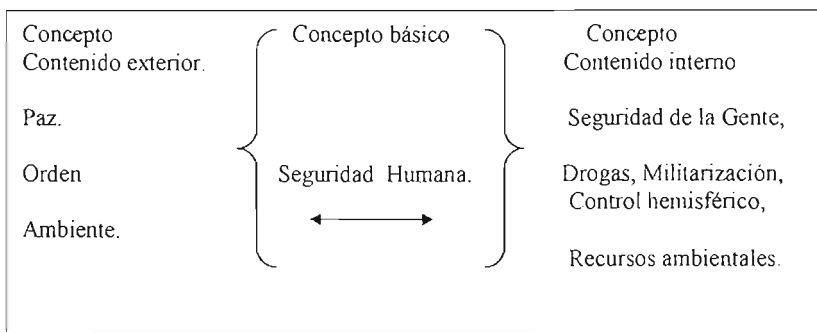 Concepto
Contenido exterior.
Paz.
Orden
Ambiente.
Concepto básico
Seguridad Humana.
Concepto
Contenido interno
Seguridad de la Gente,
Drogas, Militarización,
Control hemisférico,
Recursos ambientales.